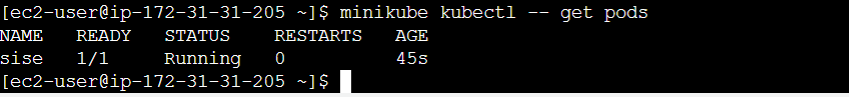 [ec2-user@ip-172-31-31-205 ~]$ minikube kubectl -- get pods
NAME   READY   STATUS    RESTARTS   AGE
sise   1/1     Running   0          45s
[ec2-user@ip-172-31-31-205 ~]$